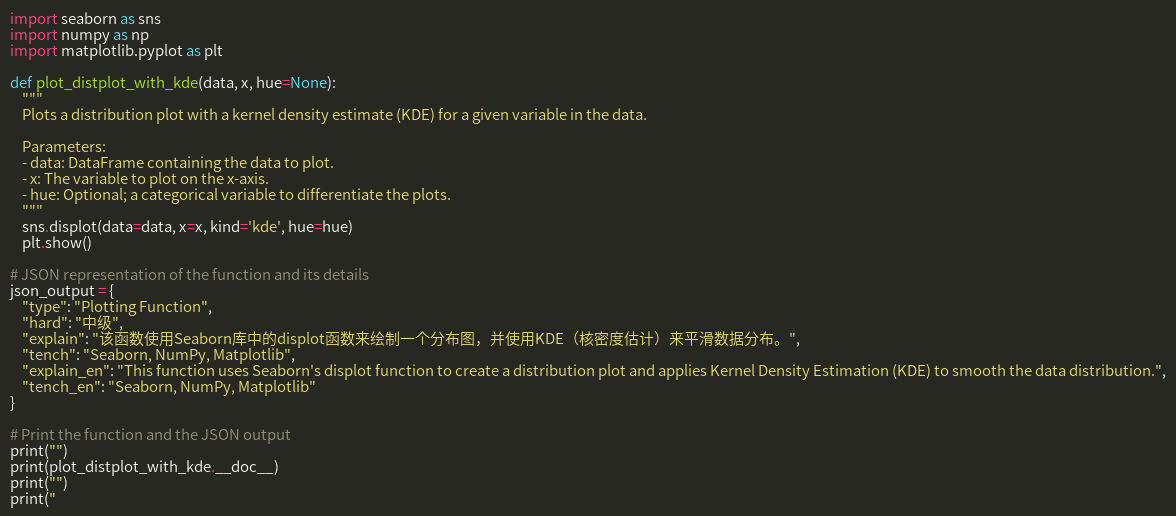 import seaborn as sns
import numpy as np
import matplotlib.pyplot as plt

def plot_distplot_with_kde(data, x, hue=None):
    """
    Plots a distribution plot with a kernel density estimate (KDE) for a given variable in the data.

    Parameters:
    - data: DataFrame containing the data to plot.
    - x: The variable to plot on the x-axis.
    - hue: Optional; a categorical variable to differentiate the plots.
    """
    sns.displot(data=data, x=x, kind='kde', hue=hue)
    plt.show()

# JSON representation of the function and its details
json_output = {
    "type": "Plotting Function",
    "hard": "中级",
    "explain": "该函数使用Seaborn库中的displot函数来绘制一个分布图，并使用KDE（核密度估计）来平滑数据分布。",
    "tench": "Seaborn, NumPy, Matplotlib",
    "explain_en": "This function uses Seaborn's displot function to create a distribution plot and applies Kernel Density Estimation (KDE) to smooth the data distribution.",
    "tench_en": "Seaborn, NumPy, Matplotlib"
}

# Print the function and the JSON output
print("")
print(plot_distplot_with_kde.__doc__)
print("")
print("